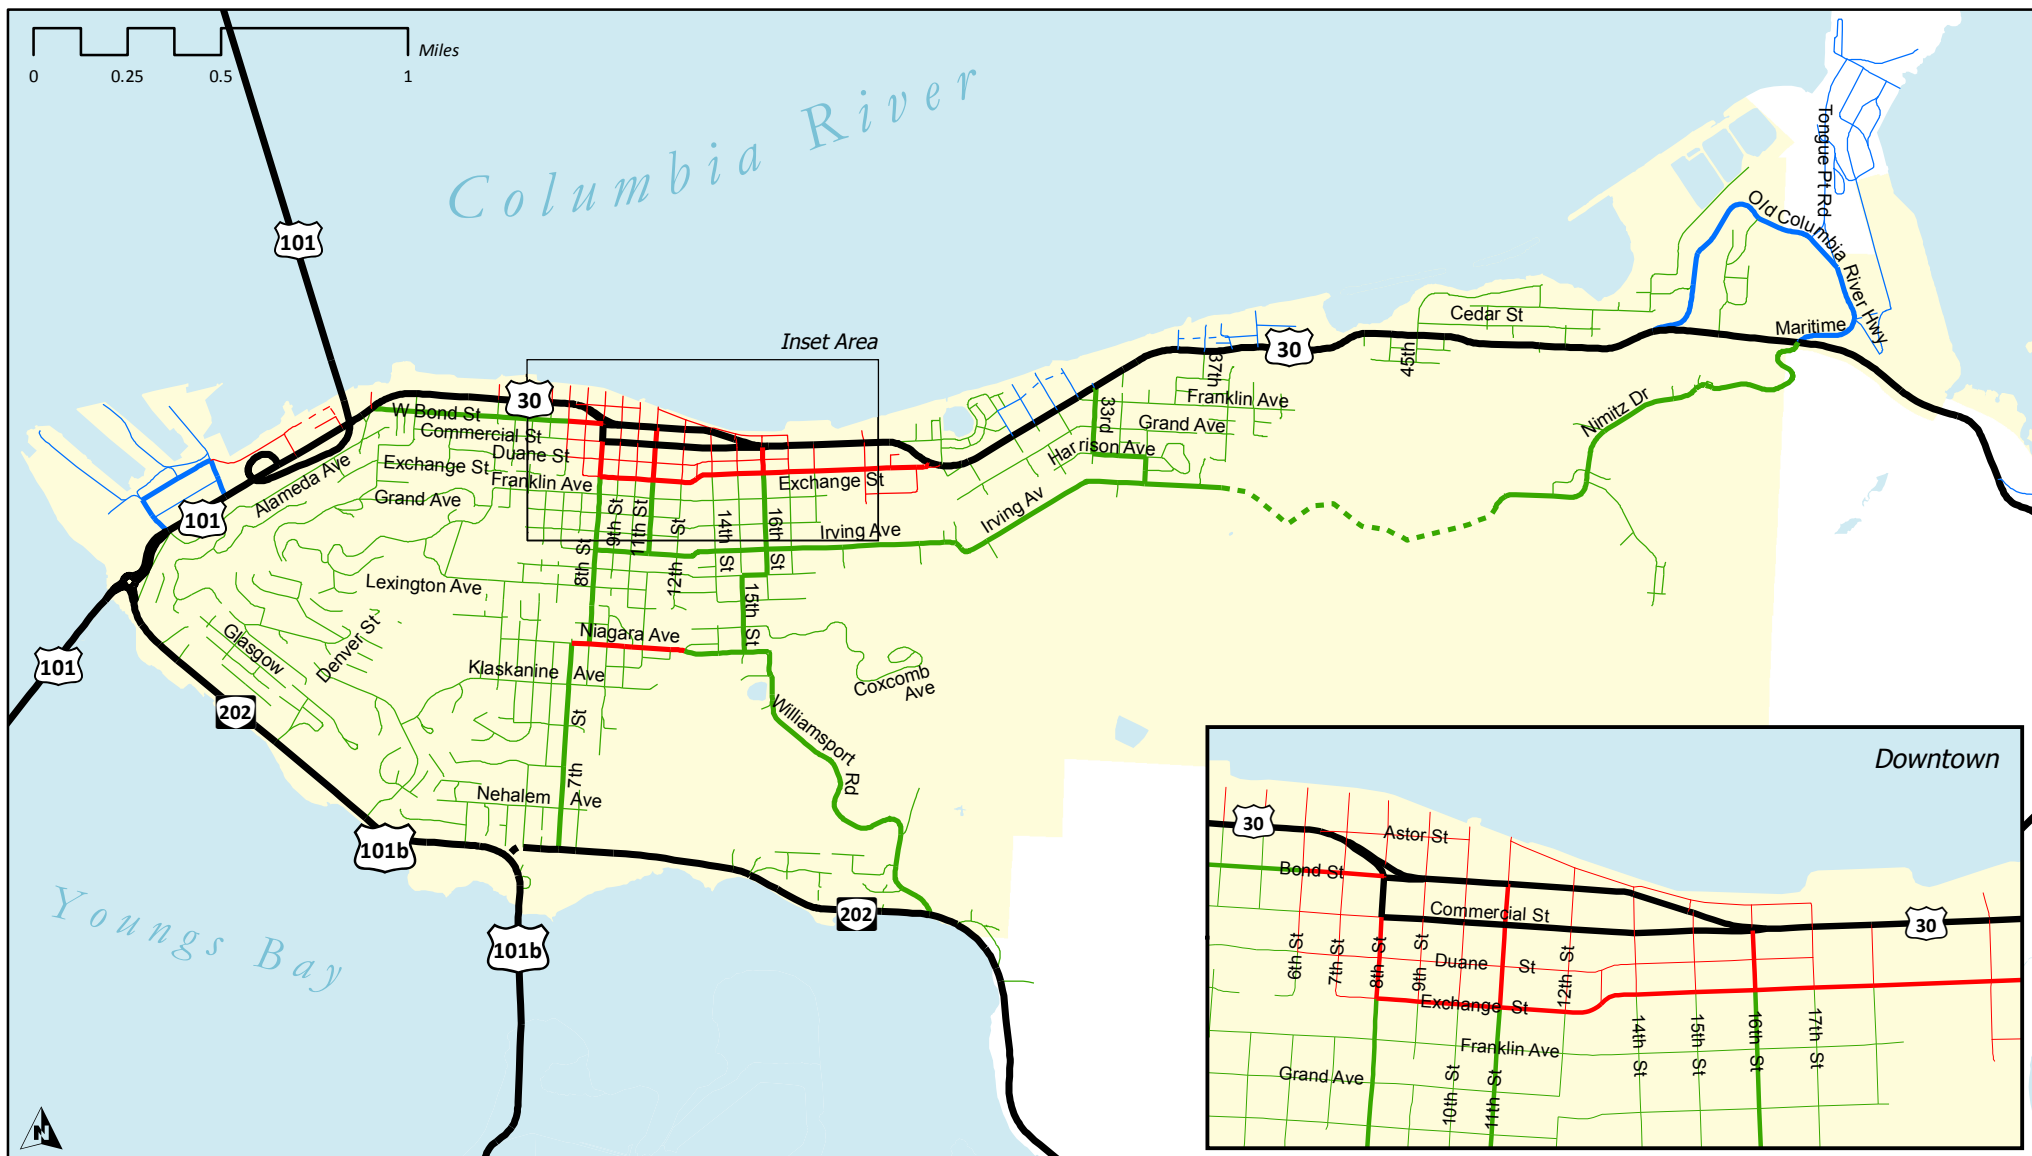 Miles
0
0.25
0.5
1
Columbia River
101
Tongue Pt Rd
Old Columbia River Hwy
Maritime
Cedar St
45th
30
37th
Franklin Ave
33rd
Grand Ave
Harrison Ave
Nimitz Dr
Inset Area
30
W Bond St
Commercial St
Duane St
Exchange St
Franklin Ave
Grand Ave
Alameda Ave
101
Exchange St
9th St
11th St
12th St
14th St
16th St
Irving Ave
Irving Av
8th St
Lexington Ave
15th St
Niagara Ave
Glasgow
Denver St
Klaskanine Ave
Coxcomb
Ave
101
202
7th St
Williamsport Rd
Nehalem Ave
101b
202
101b
Youngs Bay
N
Downtown
30
Astor St
Bond St
Commercial St
30
6th St
7th St
8th St
9th St
Duane St
12th St
Exchange St
14th St
15th St
16th St
17th St
Franklin Ave
Grand Ave
10th St
11th St